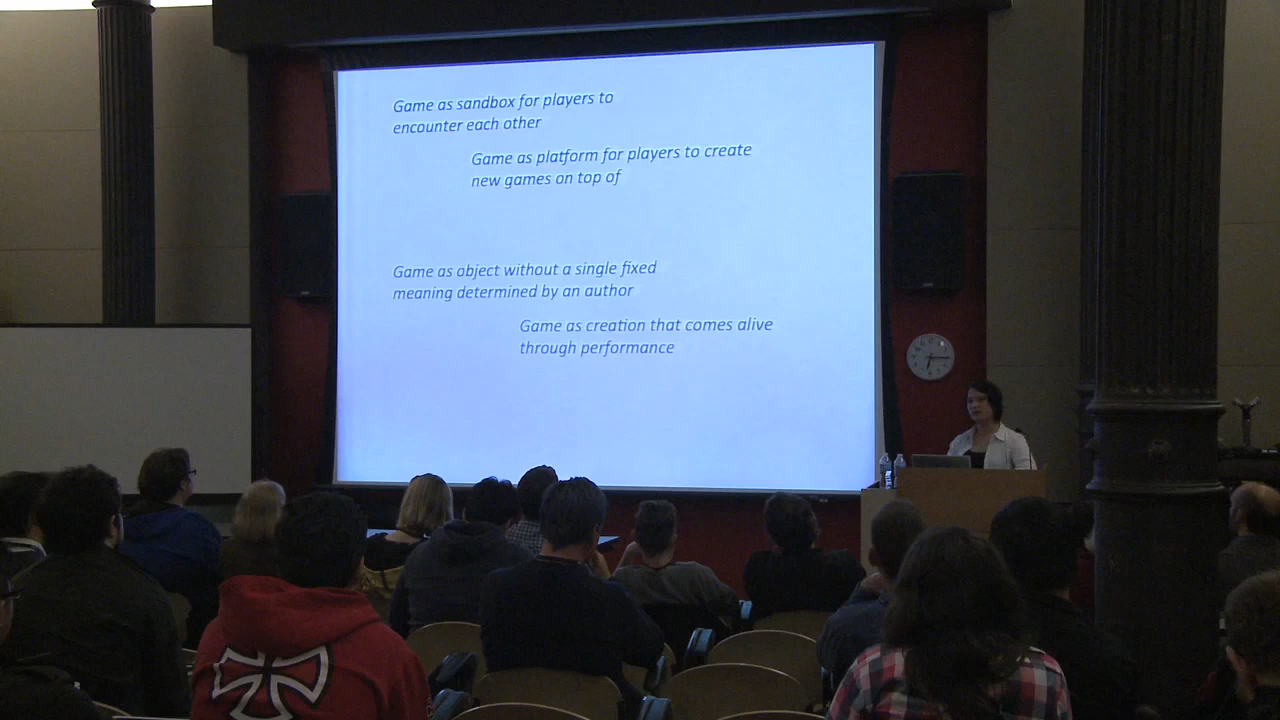 Game as sandbox for players to
encounter each other
Game as platform for players to create
new games on top of
Game as object without a single fixed
meaning determined by an author
Game as creation that comes alive
through performance